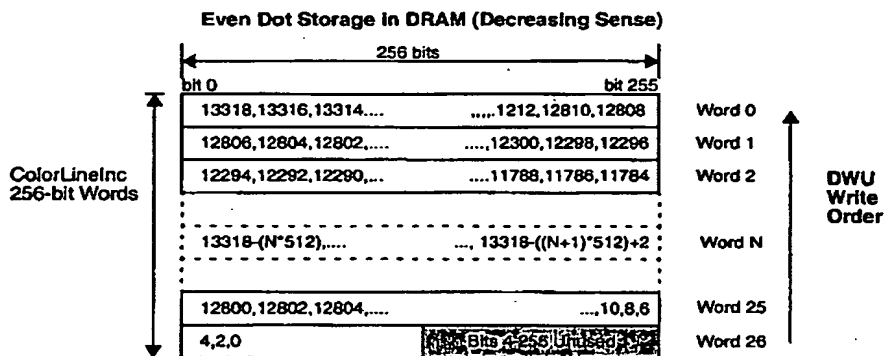 Even Dot Storage in DRAM (Decreasing Sense)
256 bits
bit 0 bit 255
13318,13316,13314.... ,,,,,.1212,12810,12808 Word 0
12806,12804,12802,.... ....,12300,12298,12296 Word 1
12294,12292,12290,... ....11788,11786,11784 Word 2
ColorLineInc
256-bit Words
DWU
Write
Order
13318-(N*512),.... ..., 13318-((N+1)*512)+2 Word N
12800,12802,12804,.... ...,10,8,6 Word 25
4,2,0 Bits 4-255 Unused Word 26